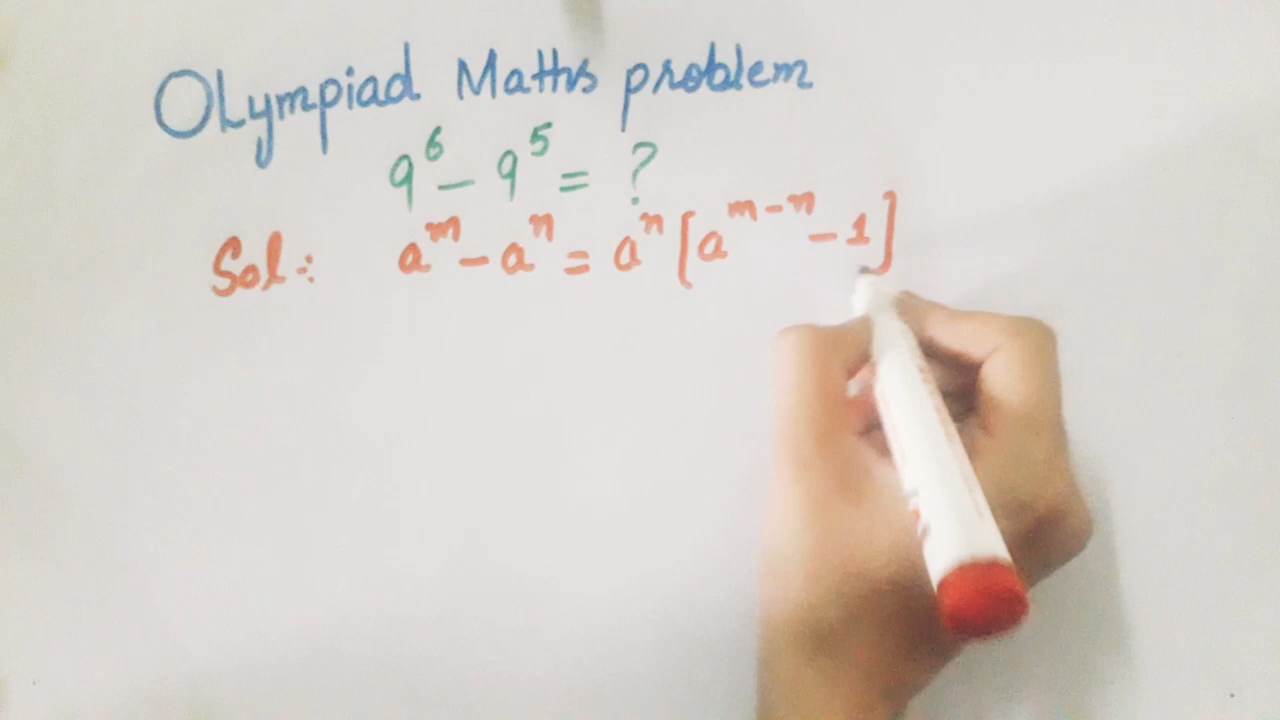 OLympiad Maths problem
9⁶ - 9⁵ = ?
Sol:- aᵐ - aⁿ = aⁿ [aᵐ⁻ⁿ - 1]